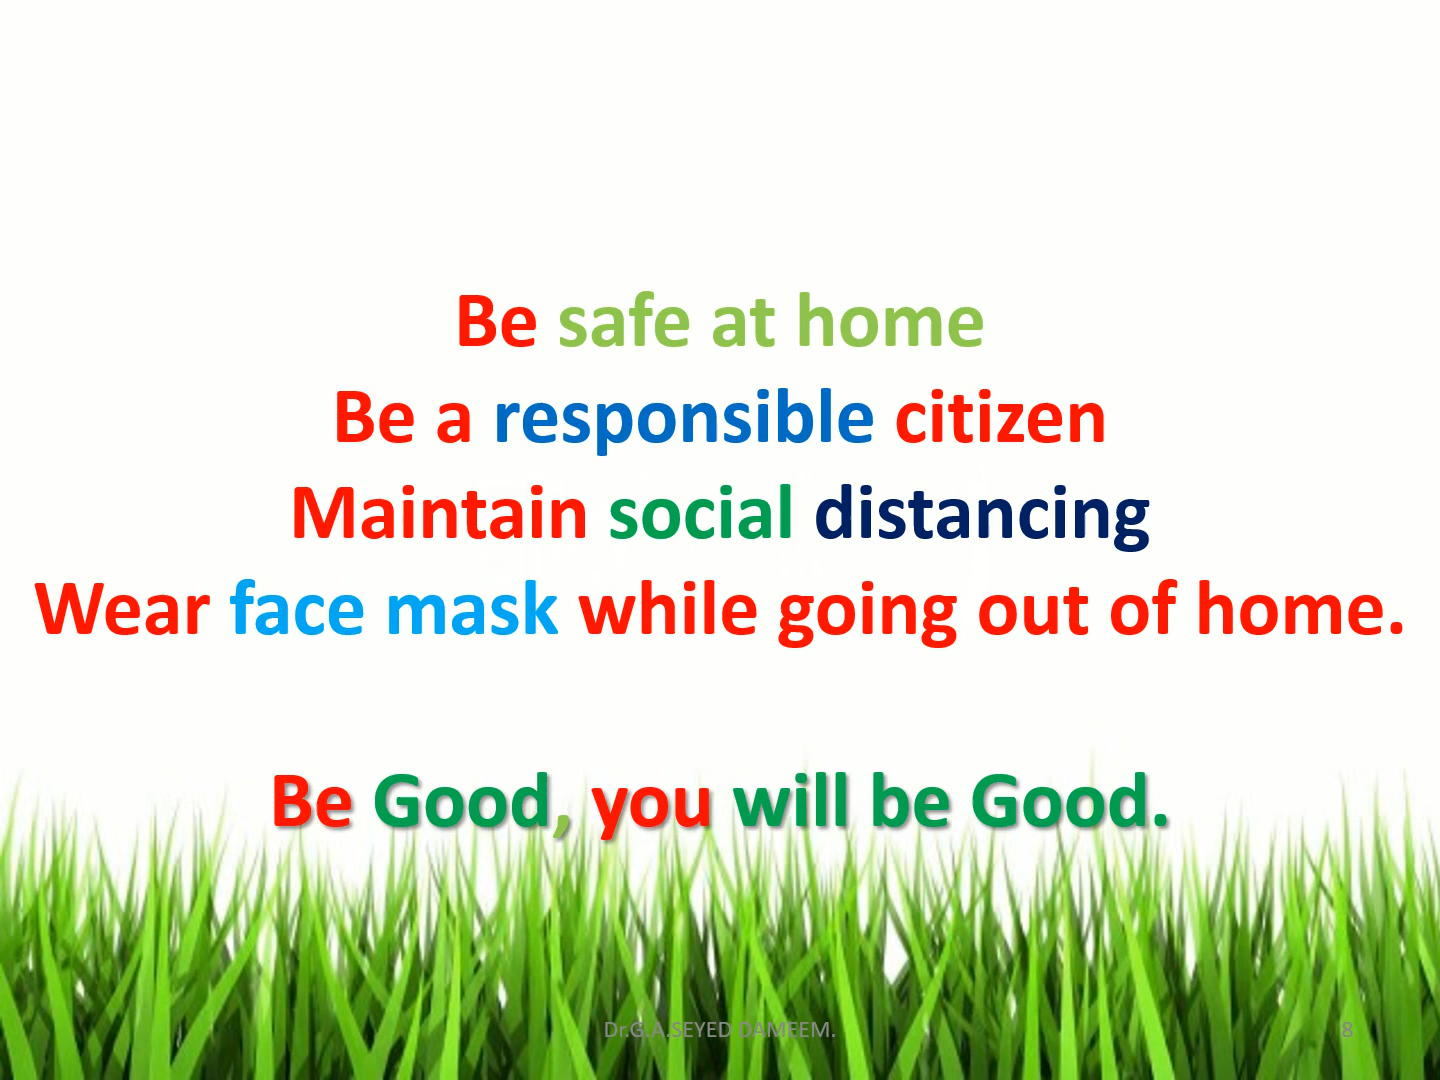 Be safe at home
Be a responsible citizen
Maintain social distancing
Wear face mask while going out of home.
Be Good, you will be Good.
Dr.G.A.SEYED DAMEEM.
8